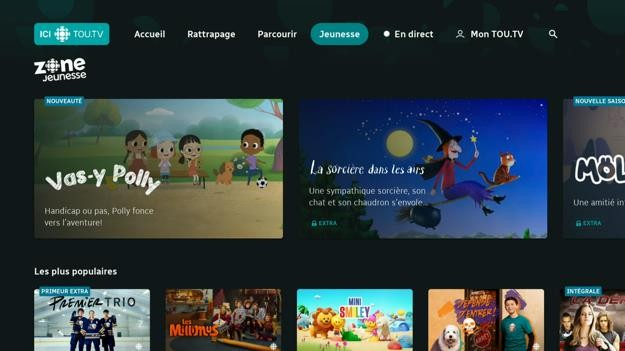 ICI TOU.TV
Accueil
Rattrapage
Parcourir
Jeunesse
En direct
Mon TOU.TV
zone
jeunesse
NOUVEAUTÉ
Vas-y Polly
Handicap ou pas, Polly fonce
vers l'aventure!
La sorcière dans les airs
Une sympathique sorcière, son
chat et son chaudron s'envole...
EXTRA
NOUVELLE SAISO
Une amitié in
EXTRA
Les plus populaires
PRIMEUR EXTRA
PREMIER TRIO
Les
Mini
SMILEY
DÉFENSE
D'ENTRER!
INTÉGRALE